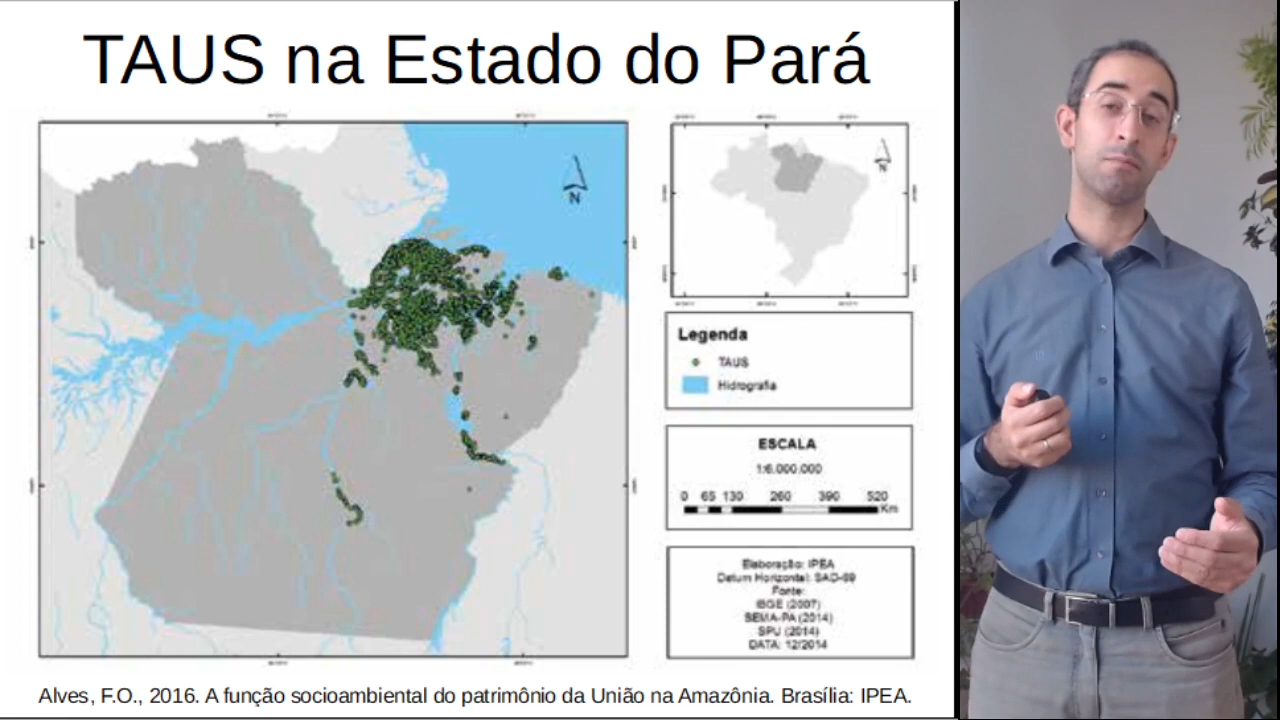 TAUS na Estado do Pará
N
N
Legenda
TAUS
Hidrografia
ESCALA
1:6.000.000
0 65 130 260 390 520
Km
Elaboração: IPEA
Datum Horizontal: SAD-69
Fonte:
IBGE (2007)
SEMA-PA (2014)
SPU (2014)
DATA: 12/2014
Alves, F.O., 2016. A função socioambiental do patrimônio da União na Amazônia. Brasília: IPEA.